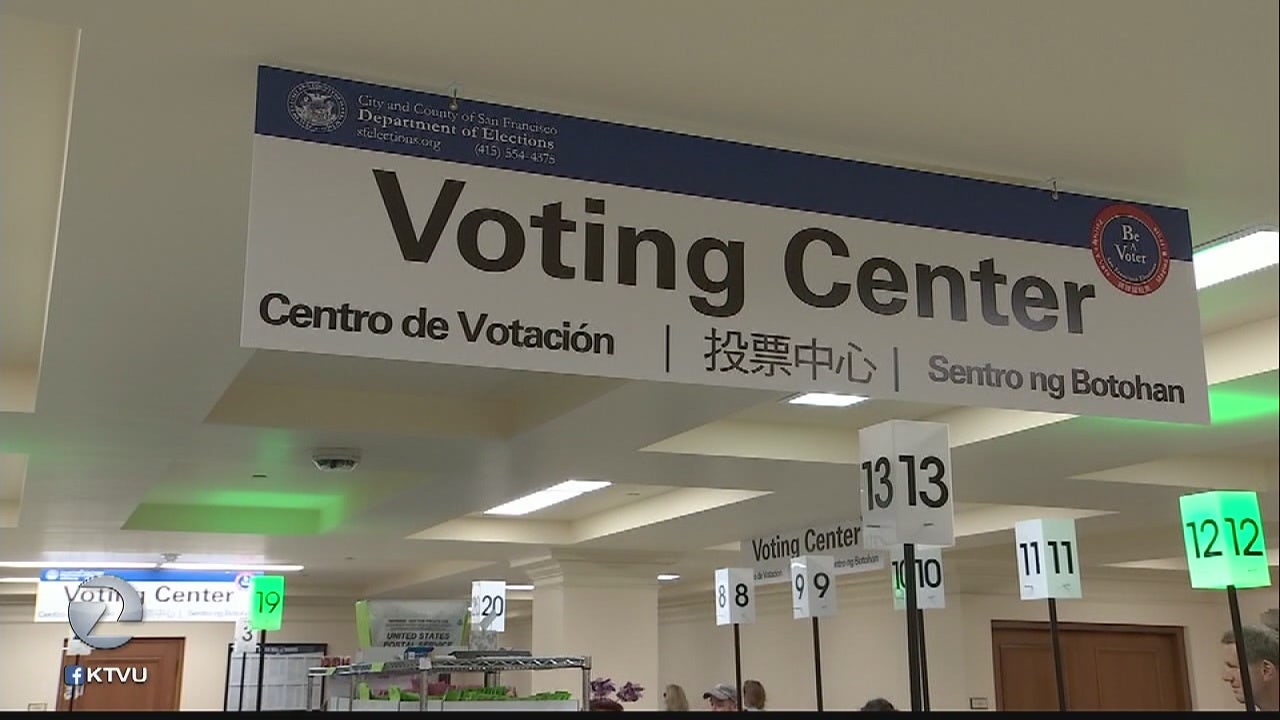 City and County of San Francisco
Department of Elections
sfelections.org (415) 554-4375
Voting Center
Be
A
Voter
Centro de Votación | 投票中心 | Sentro ng Botohan
13 13
12 12
11 11
10 10
Voting Center
9 9
8 8
20
19
Voting Center
3
UNITED STATES
POSTAL SERVICE
2
KTVU